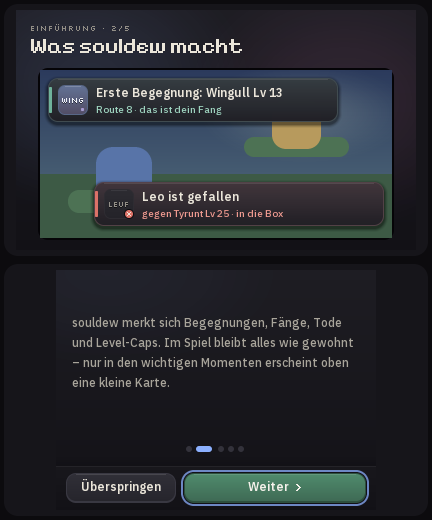 EINFÜHRUNG · 2/5
Was souldew macht
WING
Erste Begegnung: Wingull Lv 13
Route 8 · das ist dein Fang
LEUF
Leo ist gefallen
gegen Tyrunt Lv 25 · in die Box
souldew merkt sich Begegnungen, Fänge, Tode
und Level-Caps. Im Spiel bleibt alles wie gewohnt
– nur in den wichtigen Momenten erscheint oben
eine kleine Karte.
Überspringen
Weiter